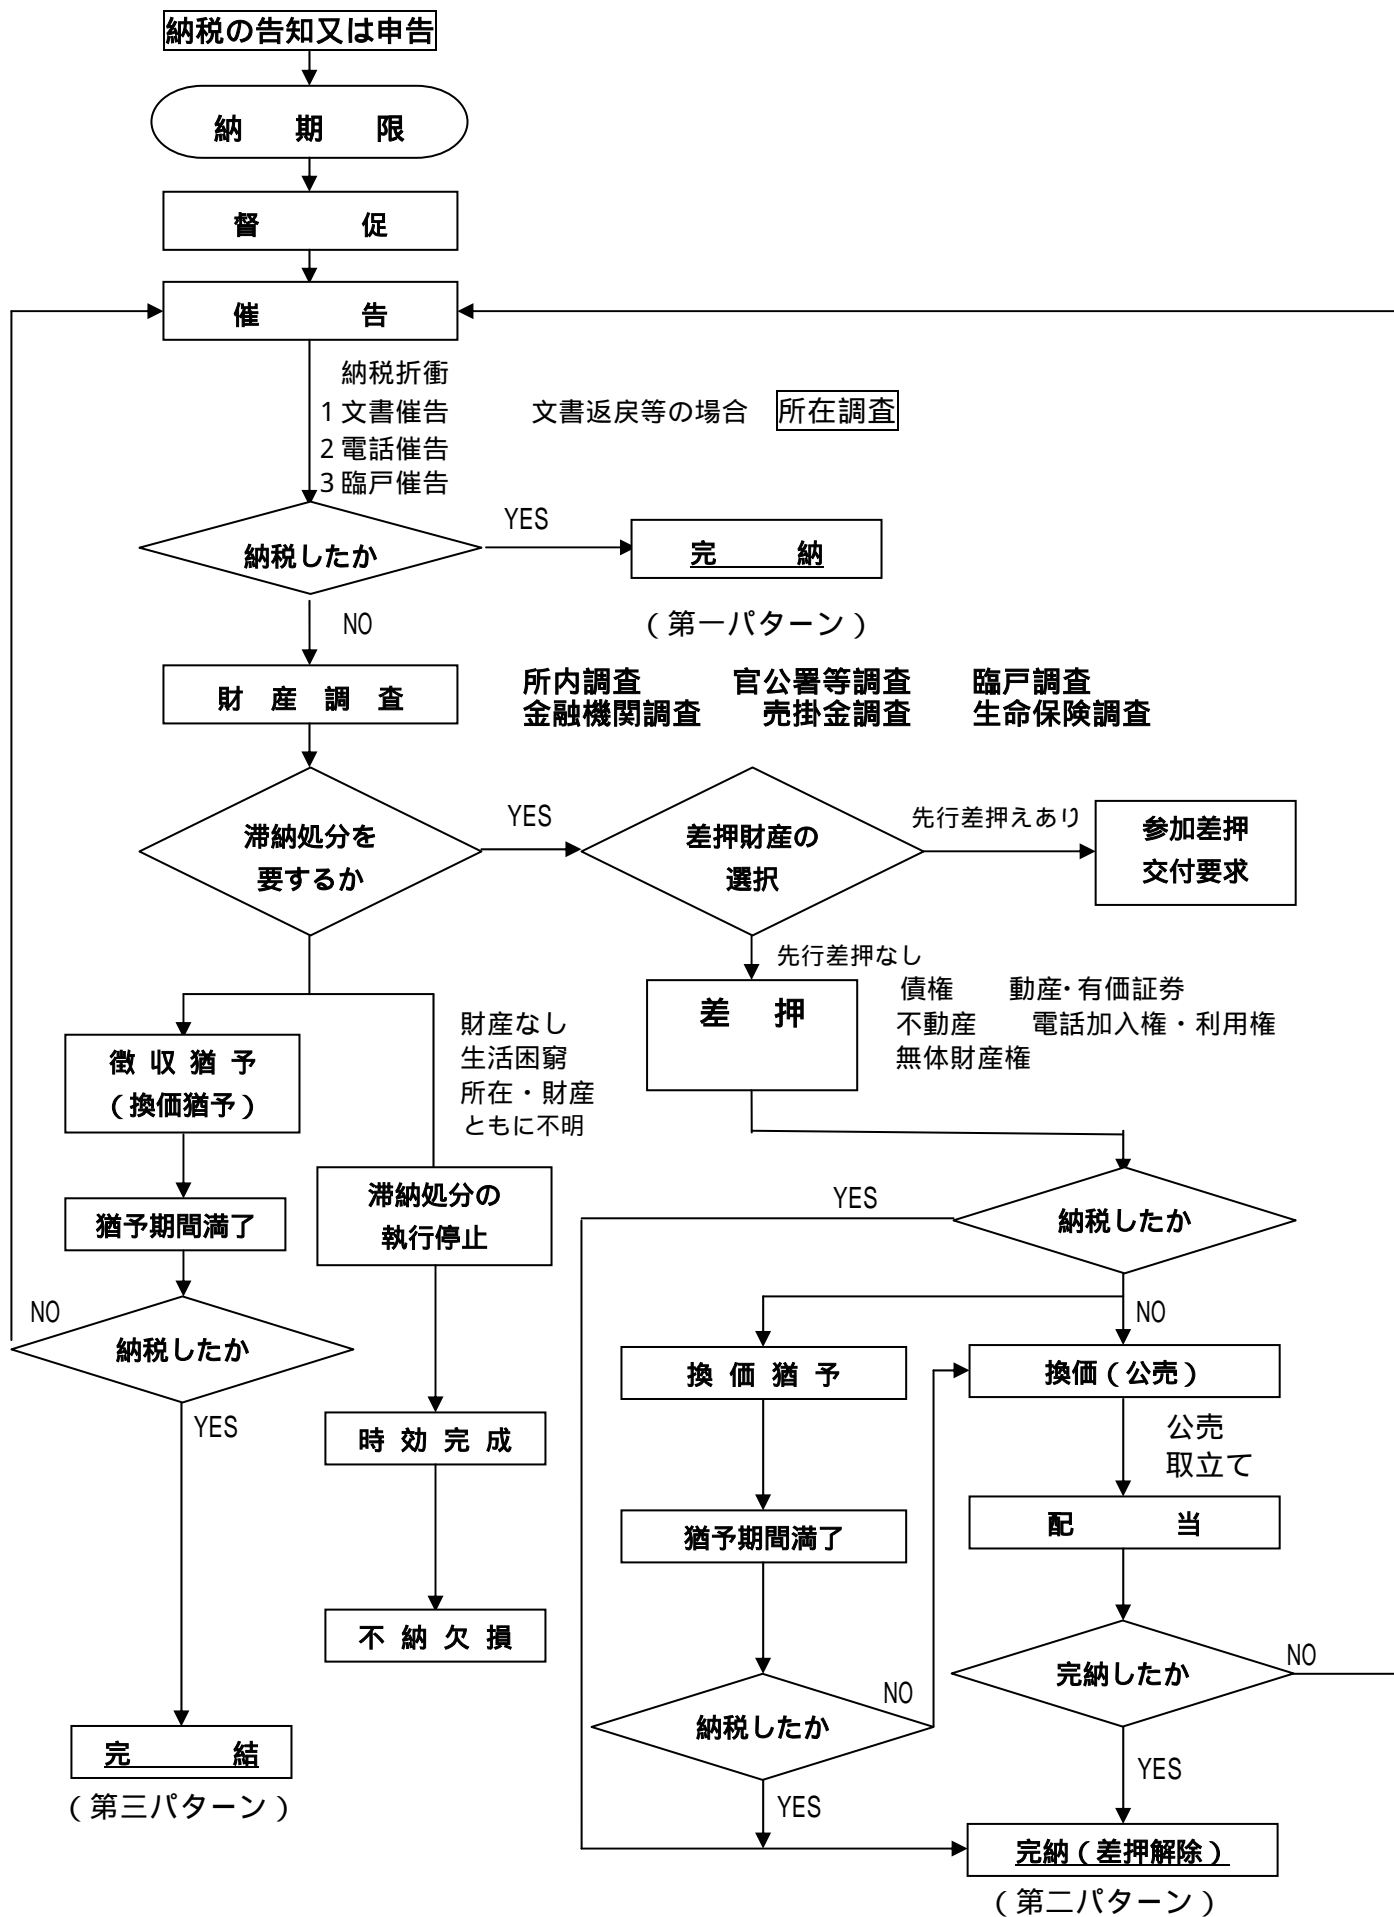 納税の告知又は申告
納　期　限
督　促
催　告
納税折衝
1 文書催告
文書返戻等の場合　所在調査
2 電話催告
3 臨戸催告
YES
納税したか
完　納
NO
（第一パターン）
財産調査
所内調査　官公署等調査　臨戸調査
金融機関調査　売掛金調査　生命保険調査
滞納処分を
要するか
YES
差押財産の
選択
先行差押えあり
参加差押
交付要求
先行差押なし
差　押
債権　動産・有価証券
不動産　電話加入権・利用権
無体財産権
財産なし
生活困窮
所在・財産
ともに不明
徴収猶予
（換価猶予）
猶予期間満了
滞納処分の
執行停止
NO
納税したか
YES
時効完成
不納欠損
完　結
（第三パターン）
YES
納税したか
NO
換価猶予
換価（公売）
公売
取立て
猶予期間満了
配　当
納税したか
NO
完納したか
NO
YES
YES
完納（差押解除）
（第二パターン）